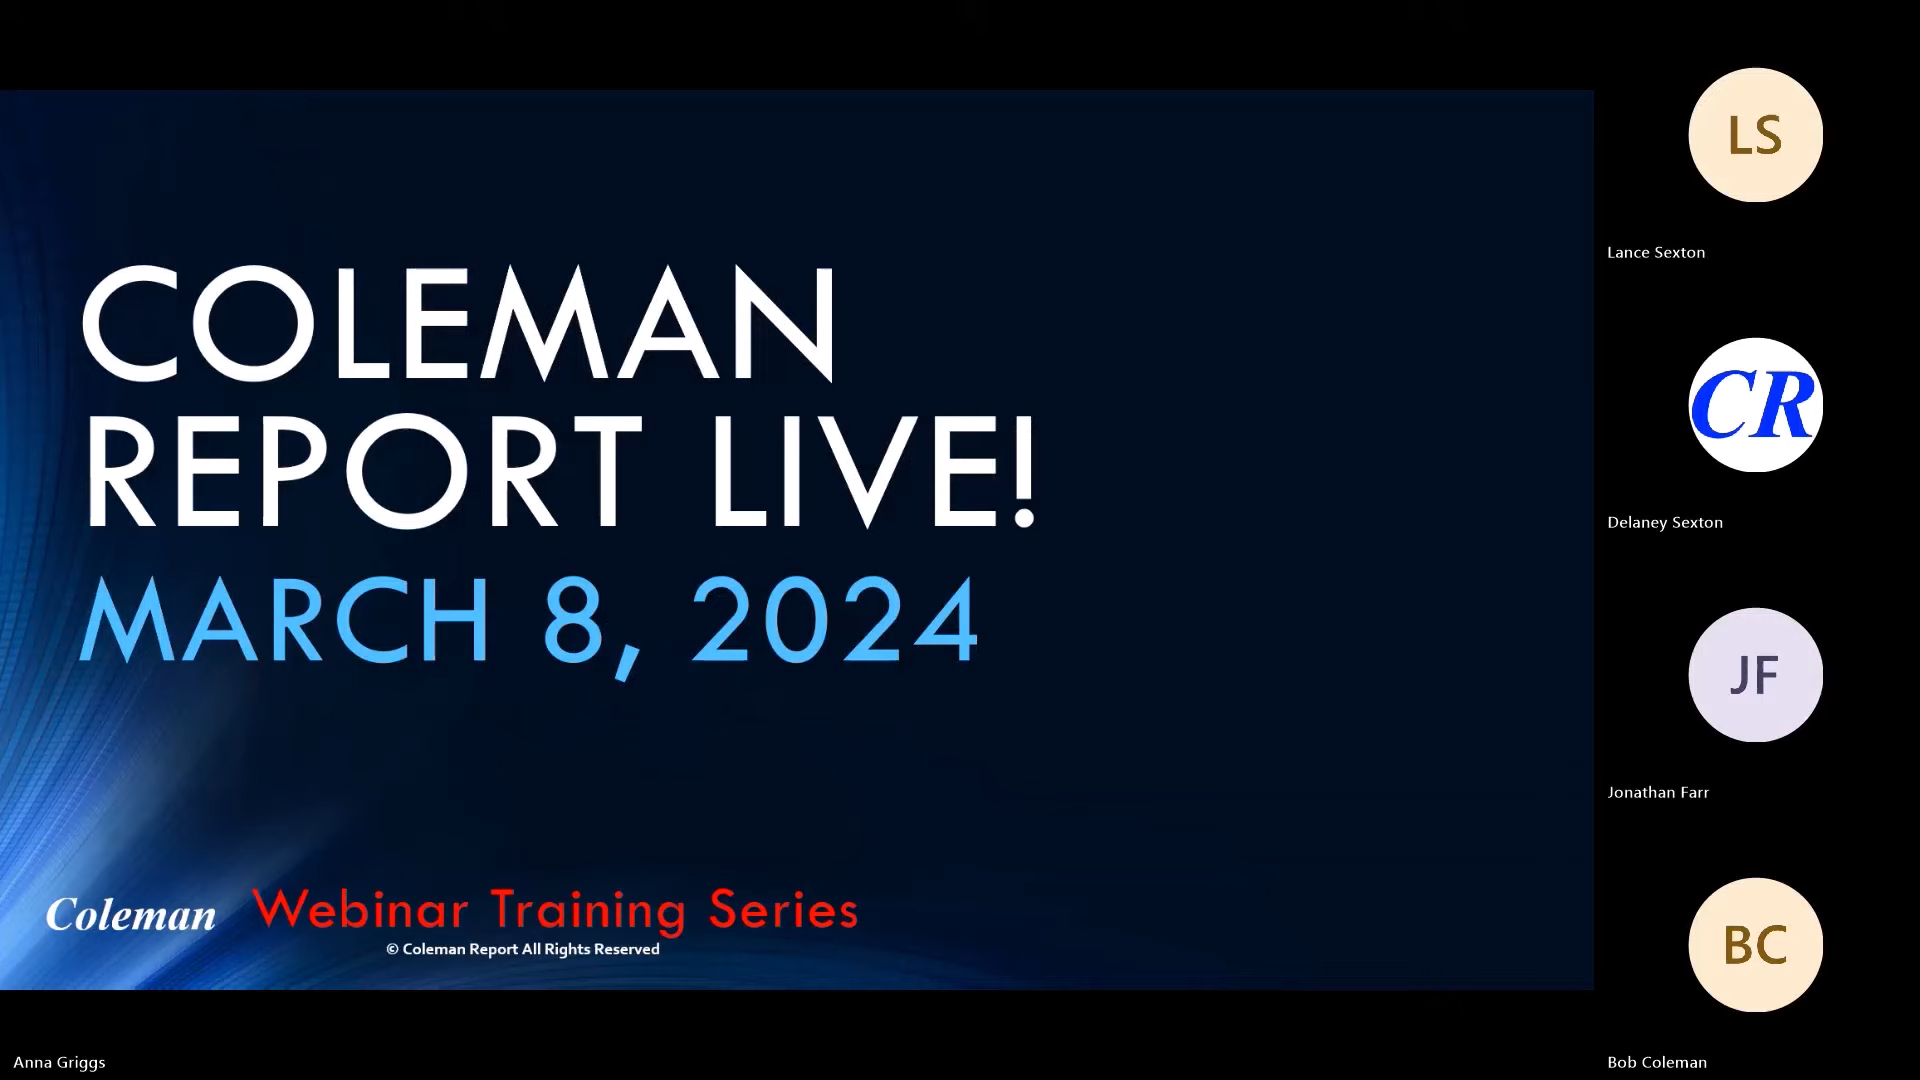 COLEMAN
REPORT LIVE!
MARCH 8, 2024
Coleman Webinar Training Series
© Coleman Report All Rights Reserved
Anna Griggs
LS
Lance Sexton
CR
Delaney Sexton
JF
Jonathan Farr
BC
Bob Coleman